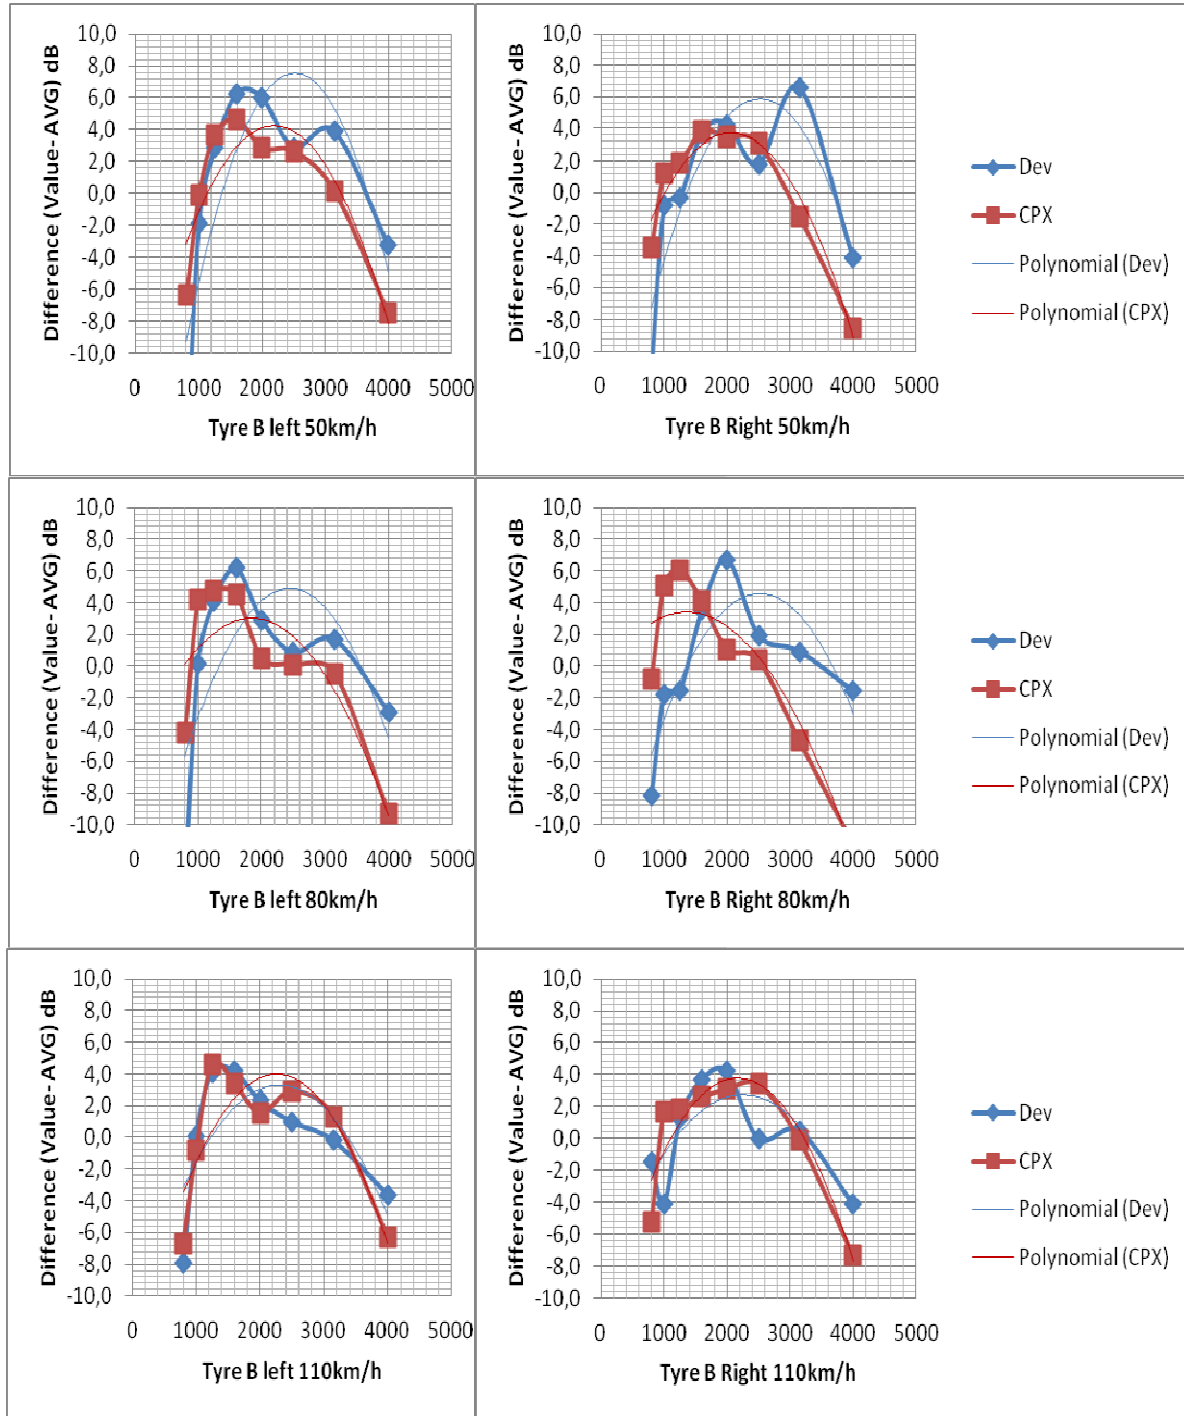 Difference (Value- AVG) dB
10,0
8,0
6,0
4,0
2,0
0,0
-2,0
-4,0
-6,0
-8,0
-10,0
0 1000 2000 3000 4000 5000
Tyre B left 50km/h
Difference (Value- AVG) dB
10,0
8,0
6,0
4,0
2,0
0,0
-2,0
-4,0
-6,0
-8,0
-10,0
0 1000 2000 3000 4000 5000
Tyre B Right 50km/h
Dev
CPX
Polynomial (Dev)
Polynomial (CPX)
Difference (Value- AVG) dB
10,0
8,0
6,0
4,0
2,0
0,0
-2,0
-4,0
-6,0
-8,0
-10,0
0 1000 2000 3000 4000 5000
Tyre B left 80km/h
Difference (Value- AVG) dB
10,0
8,0
6,0
4,0
2,0
0,0
-2,0
-4,0
-6,0
-8,0
-10,0
0 1000 2000 3000 4000 5000
Tyre B Right 80km/h
Dev
CPX
Polynomial (Dev)
Polynomial (CPX)
Difference (Value- AVG) dB
10,0
8,0
6,0
4,0
2,0
0,0
-2,0
-4,0
-6,0
-8,0
-10,0
0 1000 2000 3000 4000 5000
Tyre B left 110km/h
Difference (Value- AVG) dB
10,0
8,0
6,0
4,0
2,0
0,0
-2,0
-4,0
-6,0
-8,0
-10,0
0 1000 2000 3000 4000 5000
Tyre B Right 110km/h
Dev
CPX
Polynomial (Dev)
Polynomial (CPX)